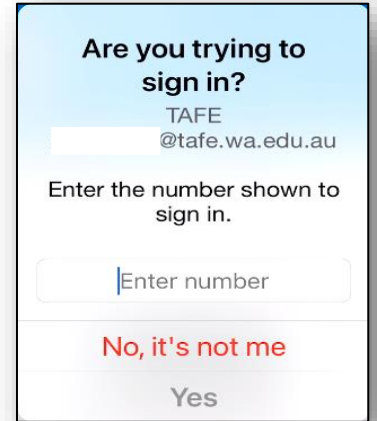 Are you trying to
sign in?
TAFE
@tafe.wa.edu.au
Enter the number shown to
sign in.
Enter number
No, it's not me
Yes